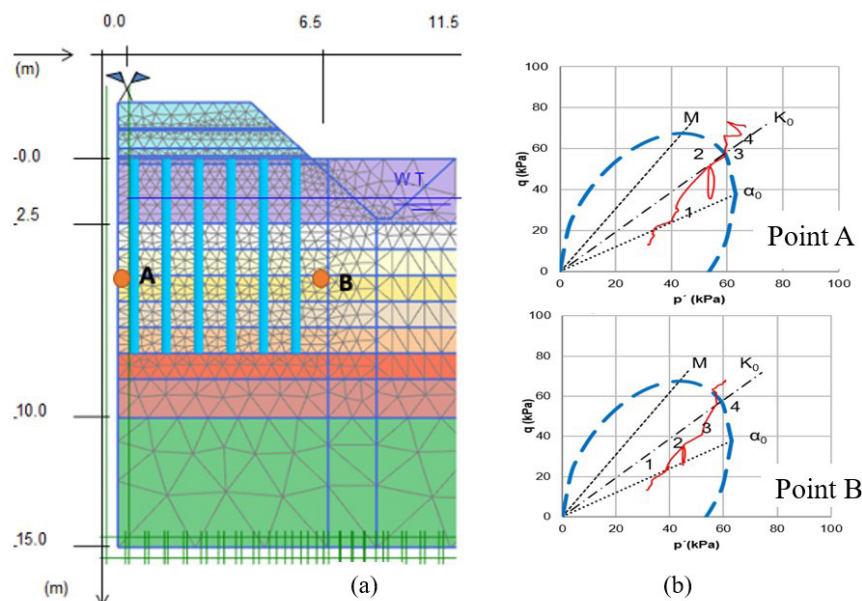 0.0 6.5 11.5
(m)
-0.0
W.T
2.5
A B
10.0
15.0
(m)
(a)
100
80
60
40
20
0
q (kPa)
M K₀
2 3 4
1 α₀
Point A
0 20 40 60 80 100
p´ (kPa)
100
80
60
40
20
0
q (kPa)
M K₀
1 2 3 4
α₀
Point B
0 20 40 60 80 100
p´(kPa)
(b)